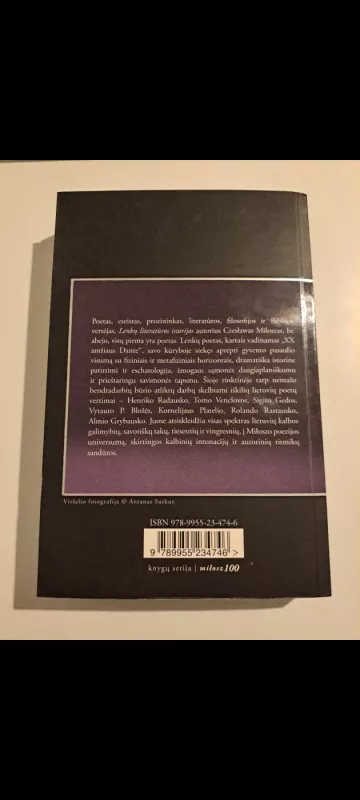 Poetas, eseistas, prozininkas, literatūros, filosofijos ir Biblijos
vertėjas, Lenkų literatūros istorijos autorius Czesławas Miłoszas, be
abejo, visų pirma yra poetas. Lenkų poetas, kartais vadinamas „XX
amžiaus Dante“, savo kūryboje siekęs aprėpti gyvento pasaulio
visumą su fiziniais ir metafiziniais horizontais, dramatiška istorine
patirtimi ir eschatologija, žmogaus sąmonės daugiaplaniškumu
ir prieštaringu savimonės tapsmu. Šioje rinktinėje tarp nemažo
bendradarbių būrio atliktų darbų skelbiami iškilių lietuvių poetų
vertimai – Henriko Radausko, Tomo Venclovos, Sigito Gedos,
Vytauto P. Bložės, Kornelijaus Platelio, Rolando Rastausko,
Almio Grybausko. Juose atsiskleidžia visas spektras lietuvių kalbos
galimybių, savotiškų takų, tiesesnių ir vingresnių, į Miłoszo poezijos
universumą, skirtingos kalbinių intonacijų ir autorinių ritmikų
sandūros.
Viršelio fotografija @ Antanas Sutkus
ISBN 978-9955-23-474-6
9 789955 234746 >
knygų serija | miłosz100